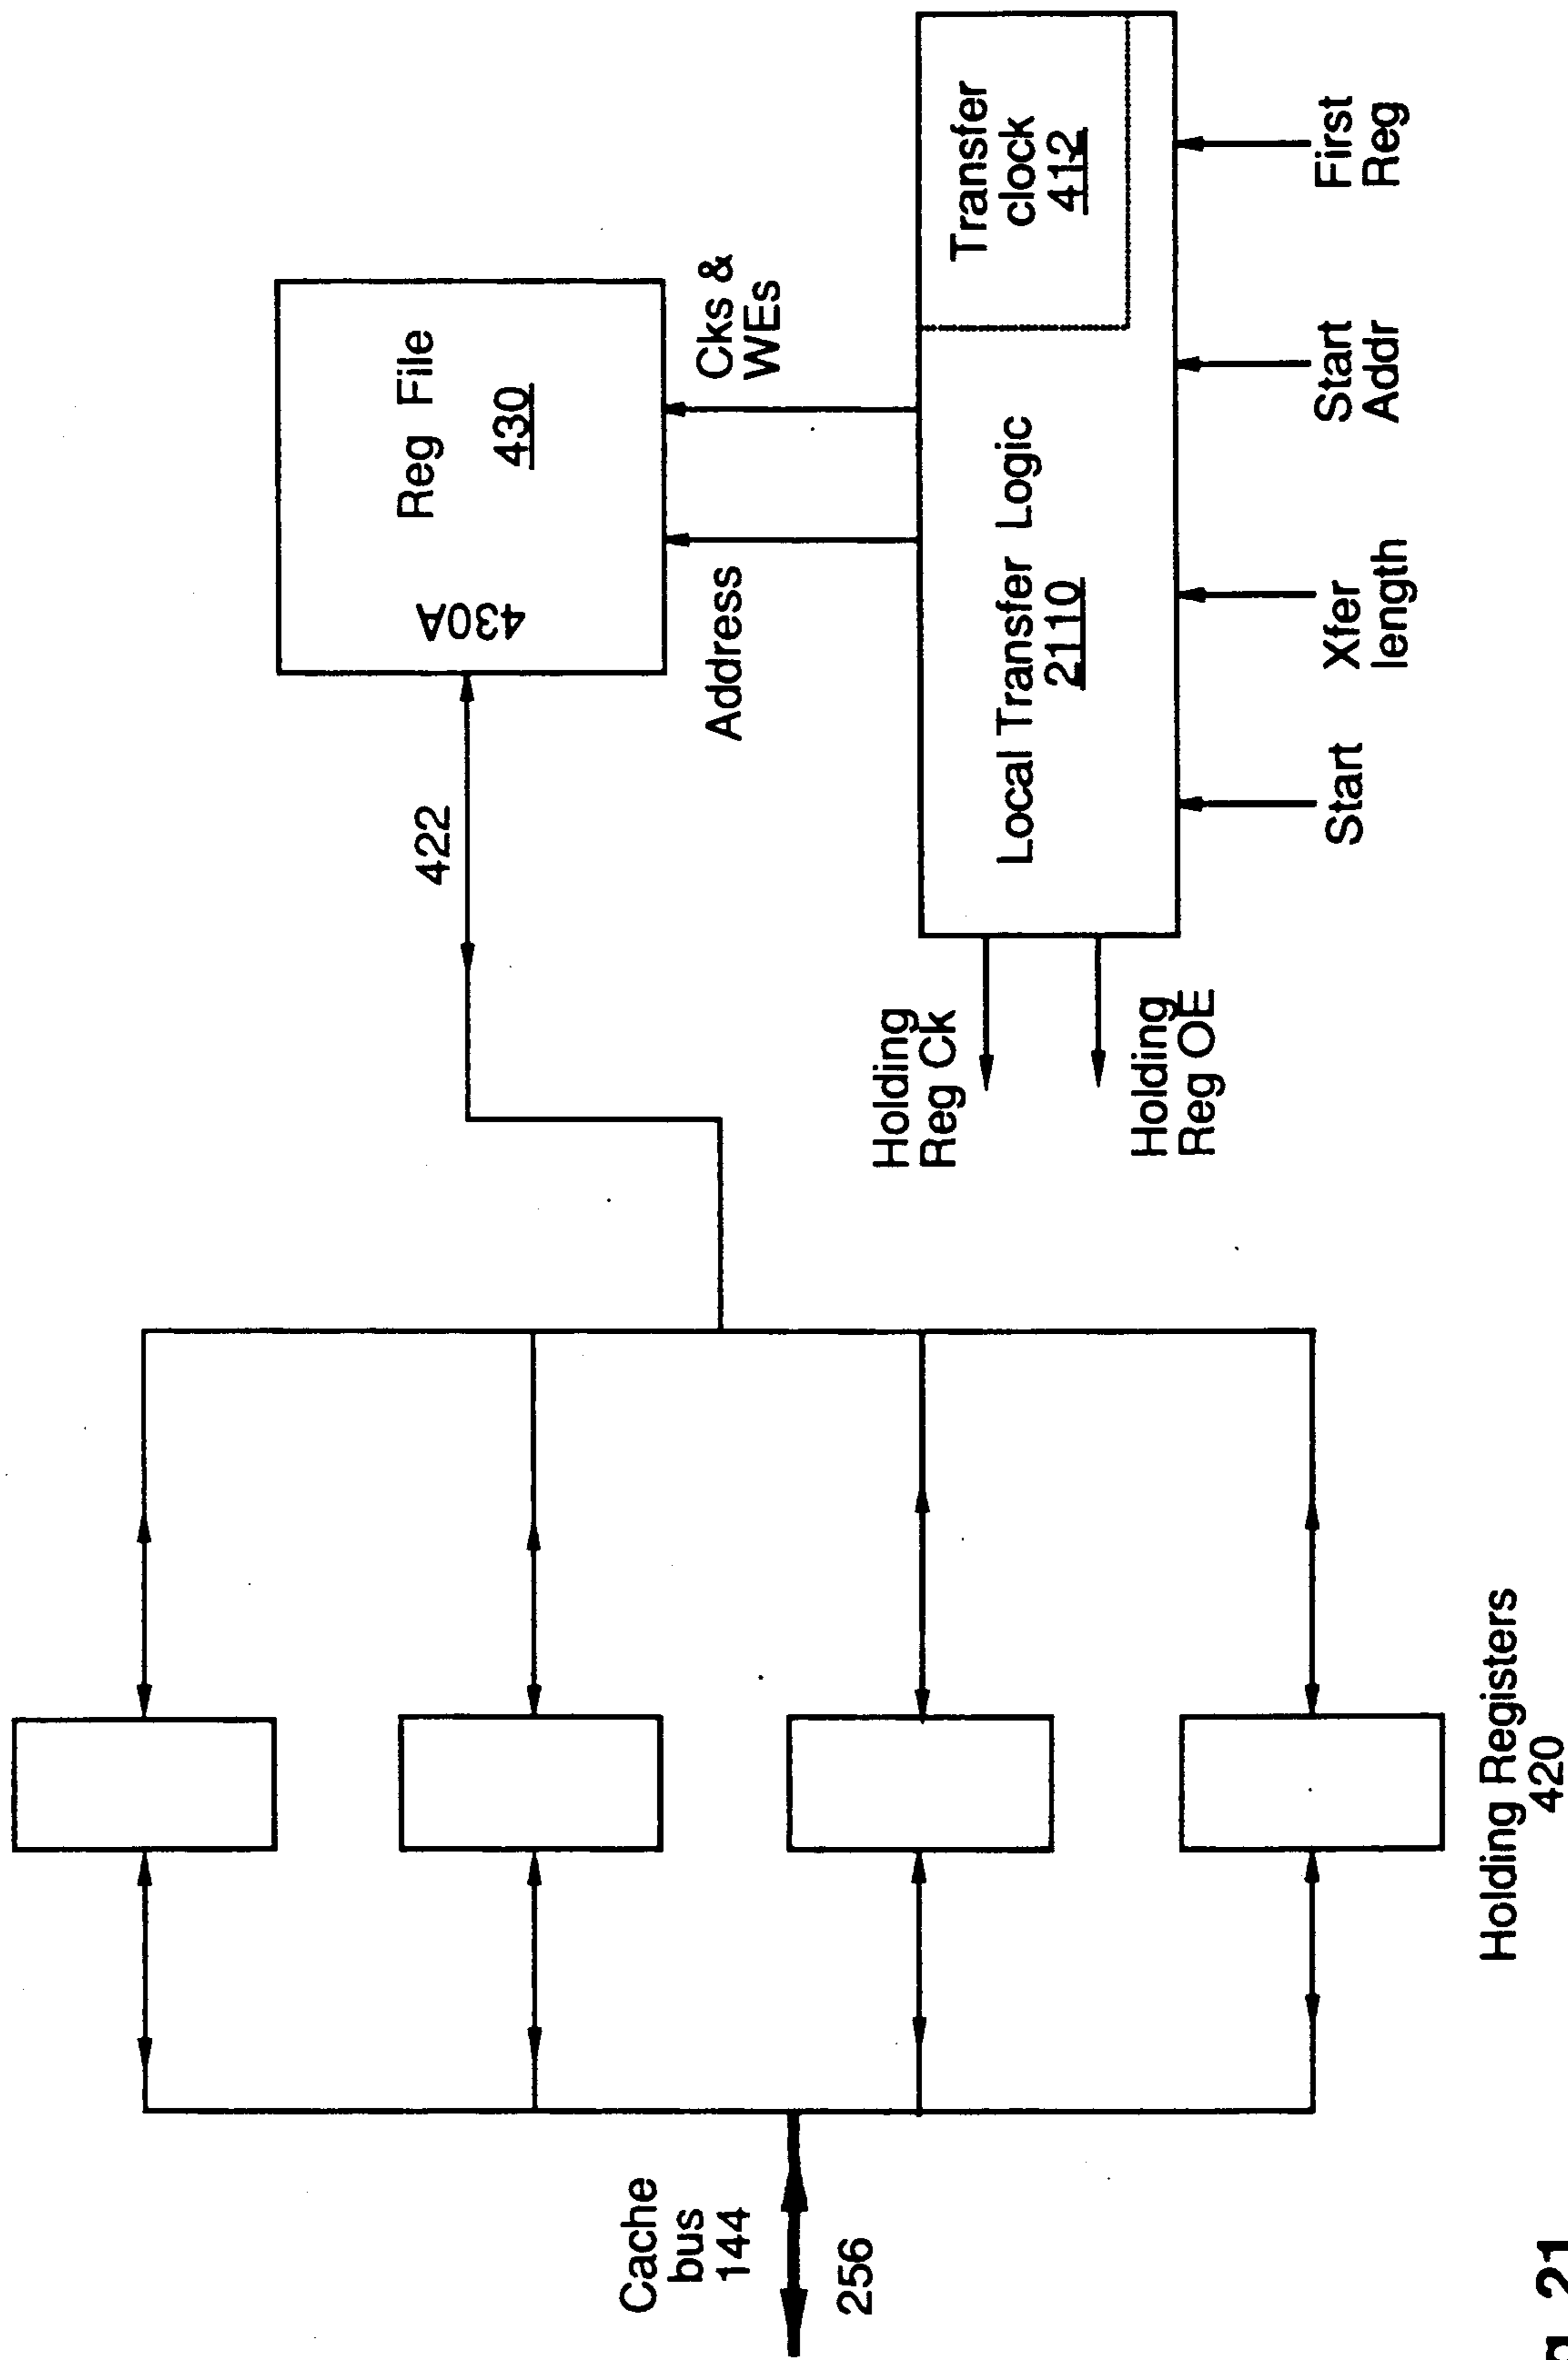 Cache
bus
144
256
Holding Registers
420
422
430A
Reg File
430
Address
Cks &
WEs
Holding
Reg Ck
Holding
Reg OE
Local Transfer Logic
2110
Transfer
clock
412
Start
Xfer
length
Start
Addr
First
Reg
21